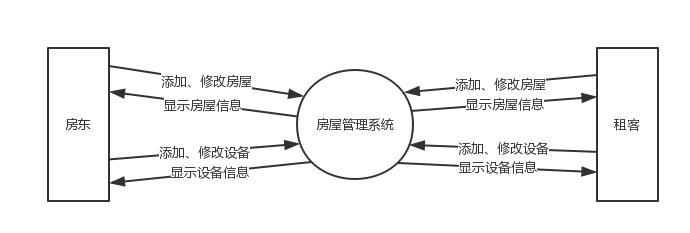 添加、修改房屋
显示房屋信息
添加、修改房屋
显示房屋信息
房东
房屋管理系统
租客
添加、修改设备
显示设备信息
添加、修改设备
显示设备信息